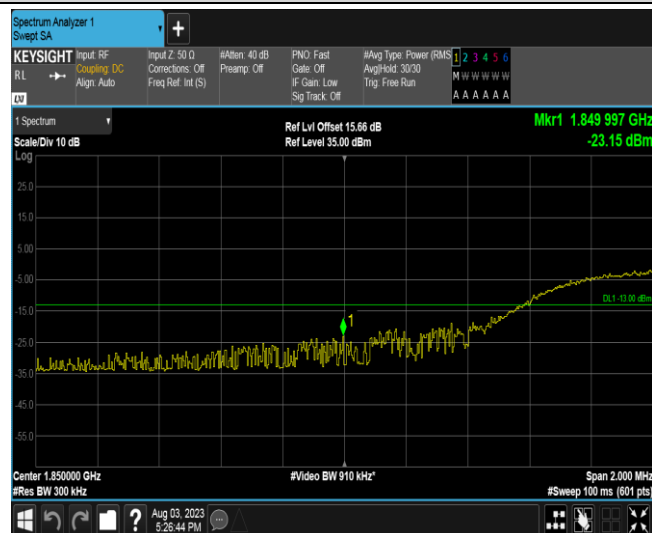 Spectrum Analyzer 1
Swept SA
+
KEYSIGHT
RL
LXI
Input: RF
Coupling: DC
Align: Auto
Input Z: 50 Ω
Corrections: Off
Freq Ref: Int (S)
#Atten: 40 dB
Preamp: Off
PNO: Fast
Gate: Off
IF Gain: Low
Sig Track: Off
#Avg Type: Power (RMS
Avg|Hold: 30/30
Trig: Free Run
1 2 3 4 5 6
M W W W W W
A A A A A A
1 Spectrum
Scale/Div 10 dB
Log
Ref Lvl Offset 15.66 dB
Ref Level 35.00 dBm
Mkr1 1.849 997 GHz
-23.15 dBm
25.0
15.0
5.00
-5.00
DL1 -13.00 dBm
-15.0
1
-25.0
-35.0
-45.0
-55.0
Center 1.850000 GHz
#Res BW 300 kHz
#Video BW 910 kHz*
Span 2.000 MHz
#Sweep 100 ms (601 pts)
?
Aug 03, 2023
5:26:44 PM